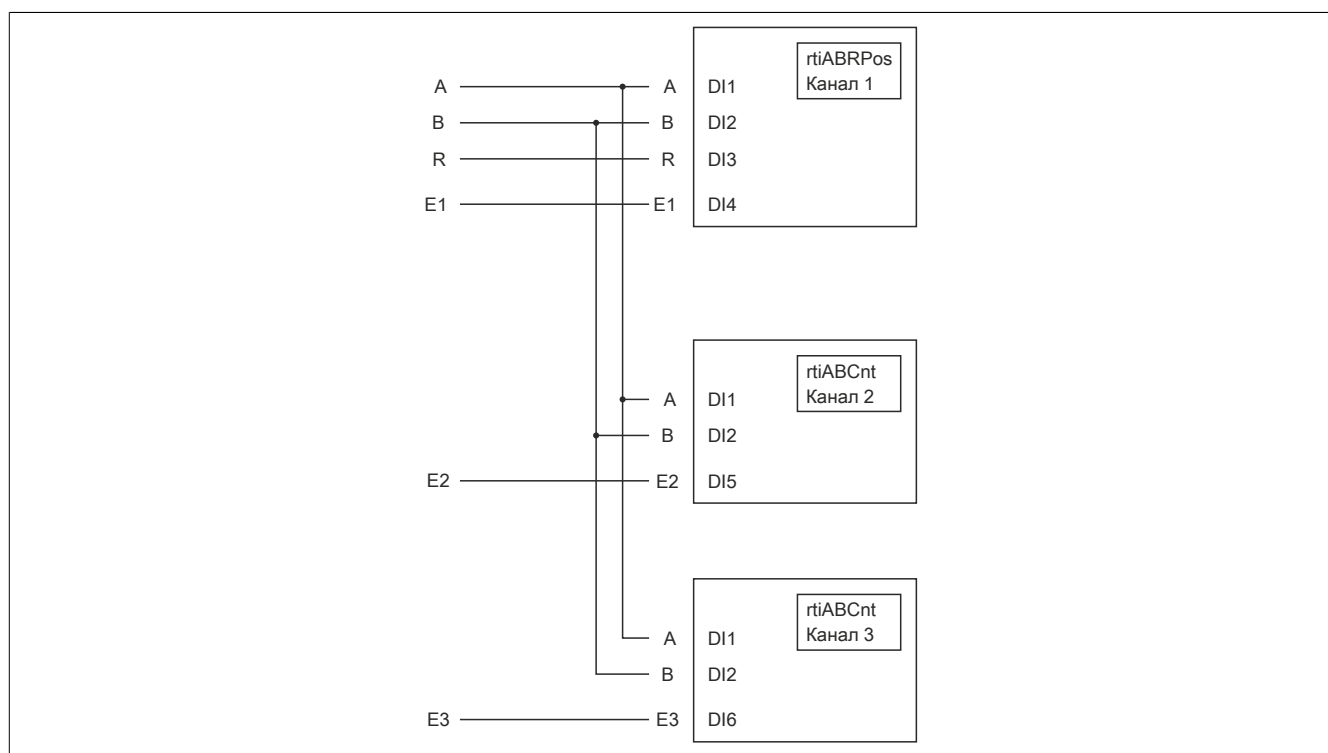 rtiABRPos
Канал 1
A A DI1
B B DI2
R R DI3
E1 E1 DI4
rtiABCnt
Канал 2
A DI1
B DI2
E2 E2 DI5
rtiABCnt
Канал 3
A DI1
B DI2
E3 E3 DI6